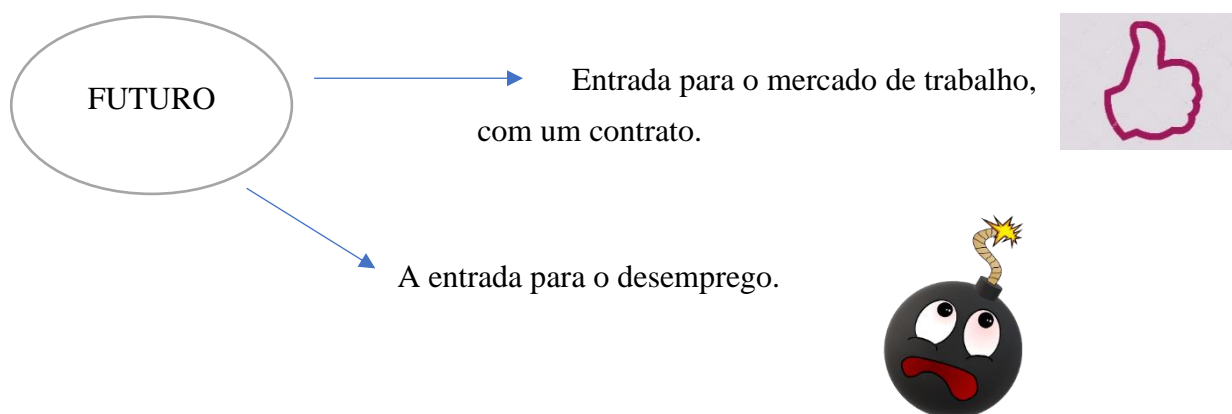 FUTURO
Entrada para o mercado de trabalho,
com um contrato.
A entrada para o desemprego.